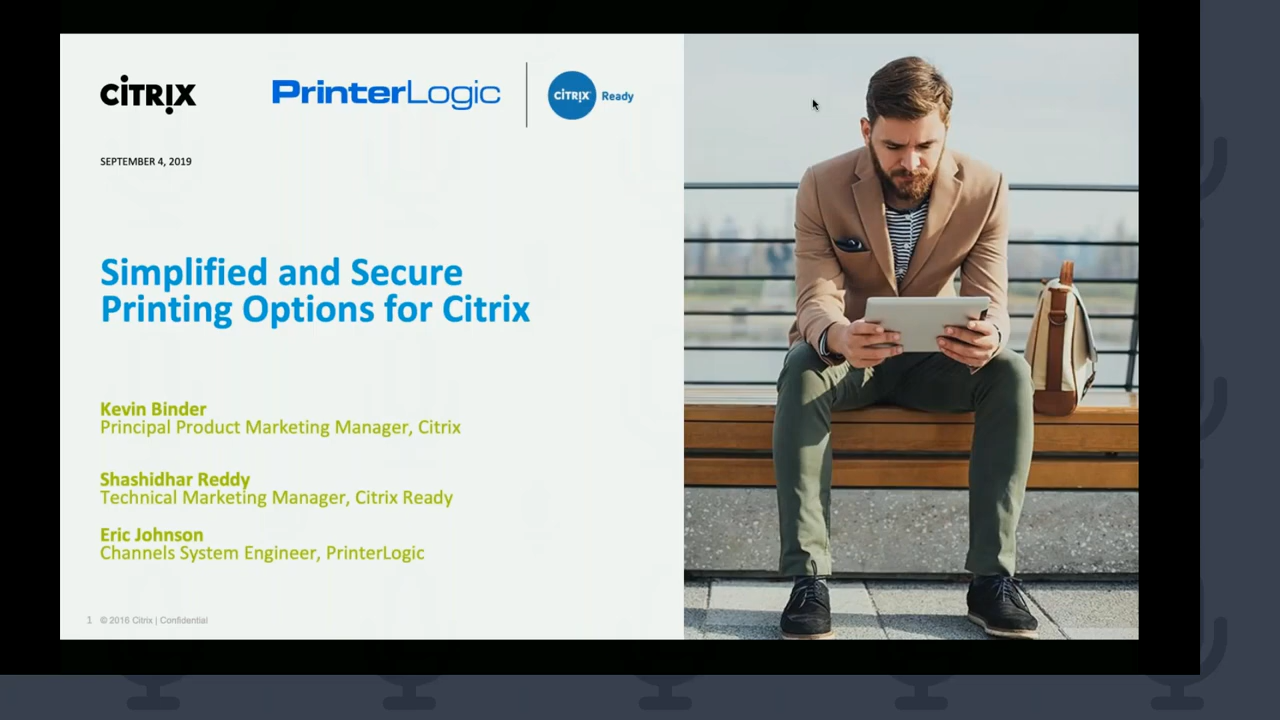 CITRIX
PrinterLogic
CITRIX Ready
SEPTEMBER 4, 2019
Simplified and Secure
Printing Options for Citrix
Kevin Binder
Principal Product Marketing Manager, Citrix
Shashidhar Reddy
Technical Marketing Manager, Citrix Ready
Eric Johnson
Channels System Engineer, PrinterLogic
1 © 2016 Citrix | Confidential